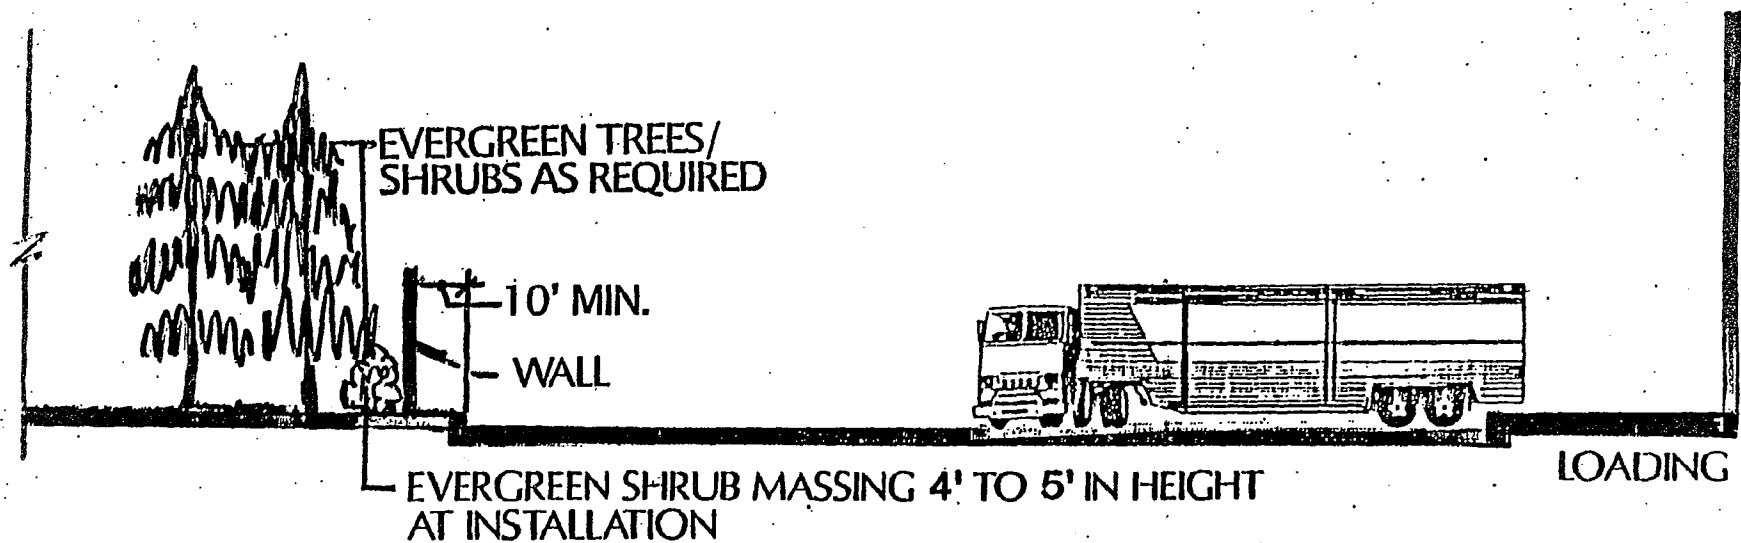 EVERGREEN TREES/
SHRUBS AS REQUIRED
10' MIN.
WALL
LOADING
EVERGREEN SHRUB MASSING 4' TO 5' IN HEIGHT
AT INSTALLATION